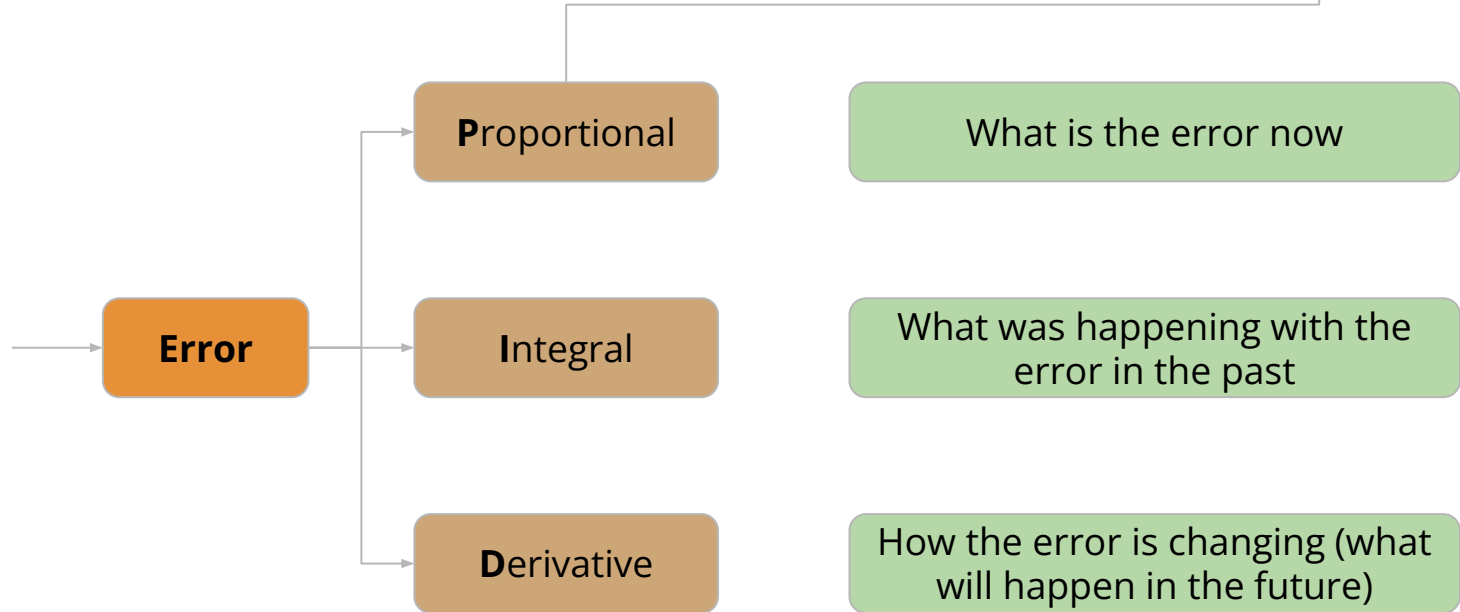 Proportional
What is the error now
Error
Integral
What was happening with the
error in the past
Derivative
How the error is changing (what
will happen in the future)